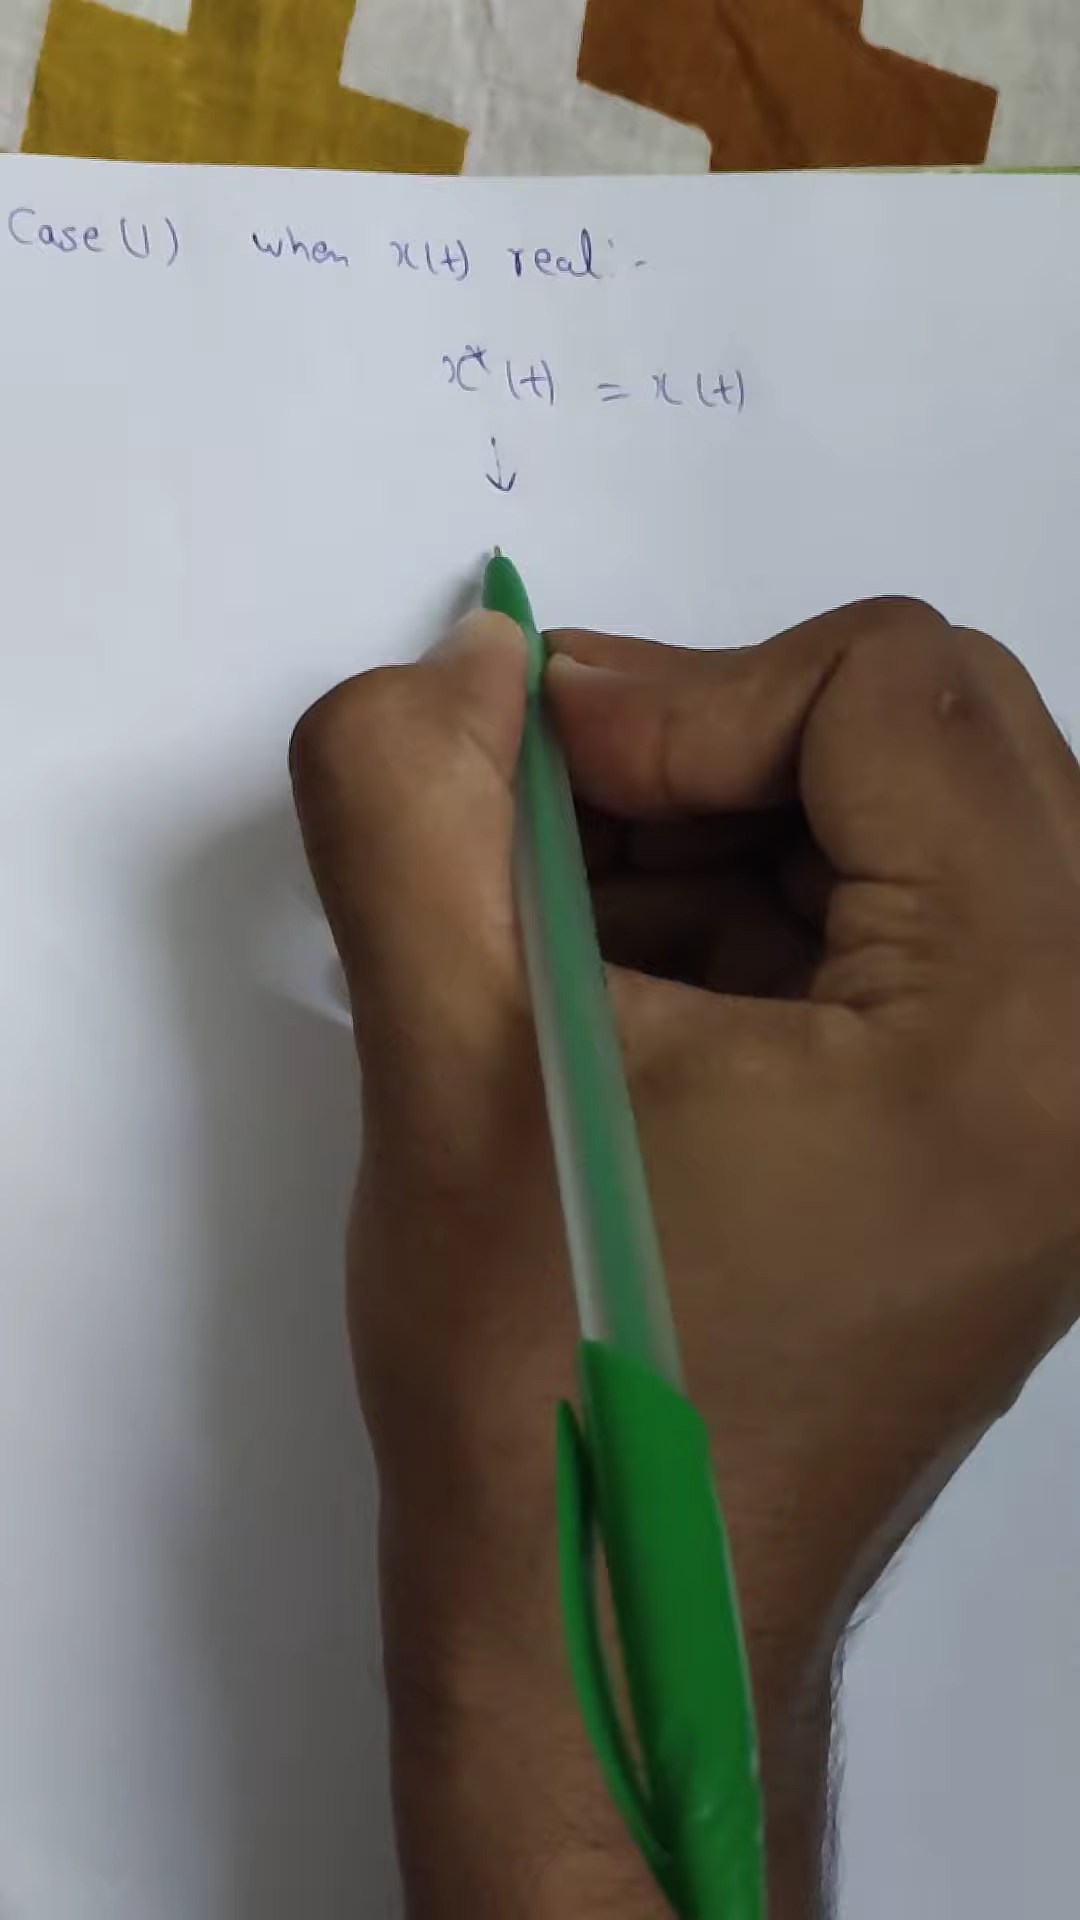 Case (1) when x(t) real :-
x*(t) = x(t)
↓